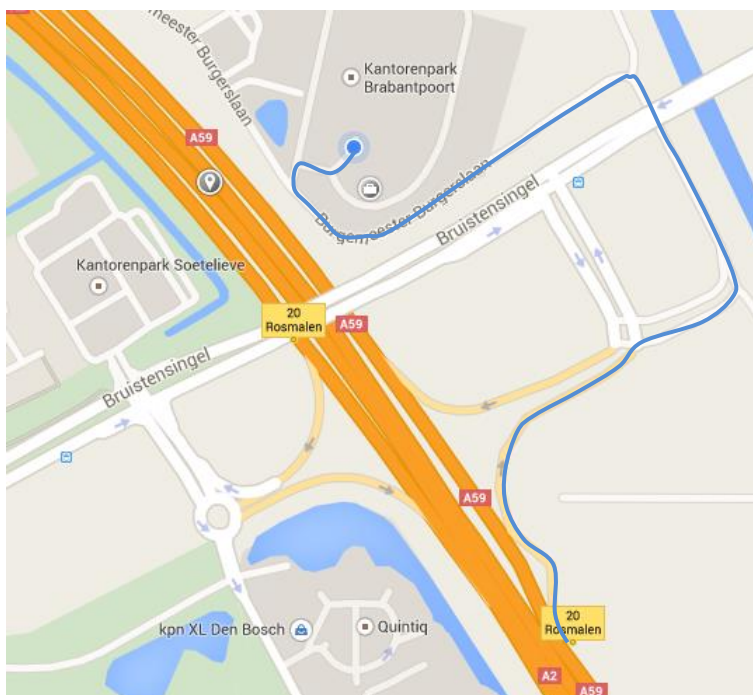 A59
meester Burgerslaan
Kantorenpark
Brabantpoort
A59
Burgemeester Burgerslaan
Bruistensingel
Kantorenpark Soetelieve
20
Rosmalen
A59
Bruistensingel
A59
20
Rosmalen
kpn XL Den Bosch
Quintiq
A2
A59